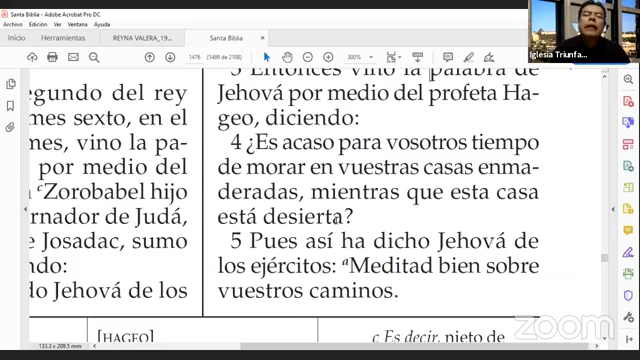 Santa Biblia - Adobe Acrobat Pro DC
Archivo Edición Ver Ventana Ayuda
Inicio Herramientas REYNA VALERA_19... Santa Biblia ×
1476 (1489 de 2108) 300%
Iglesia Triunfa...
egundo del rey
mes sexto, en el
mes, vino la pa-
por medio del
ᶜZorobabel hijo
rnador de Judá,
e Josadac, sumo
ndo:
do Jehová de los
3 Entonces vino la palabra de
Jehová por medio del profeta Ha-
geo, diciendo:
4 ¿Es acaso para vosotros tiempo
de morar en vuestras casas enma-
deradas, mientras que esta casa
está desierta?
5 Pues así ha dicho Jehová de
los ejércitos: ᵃMeditad bien sobre
vuestros caminos.
[HAGEO]
c Es decir, nieto de
133.3 x 209.5 mm
zoom